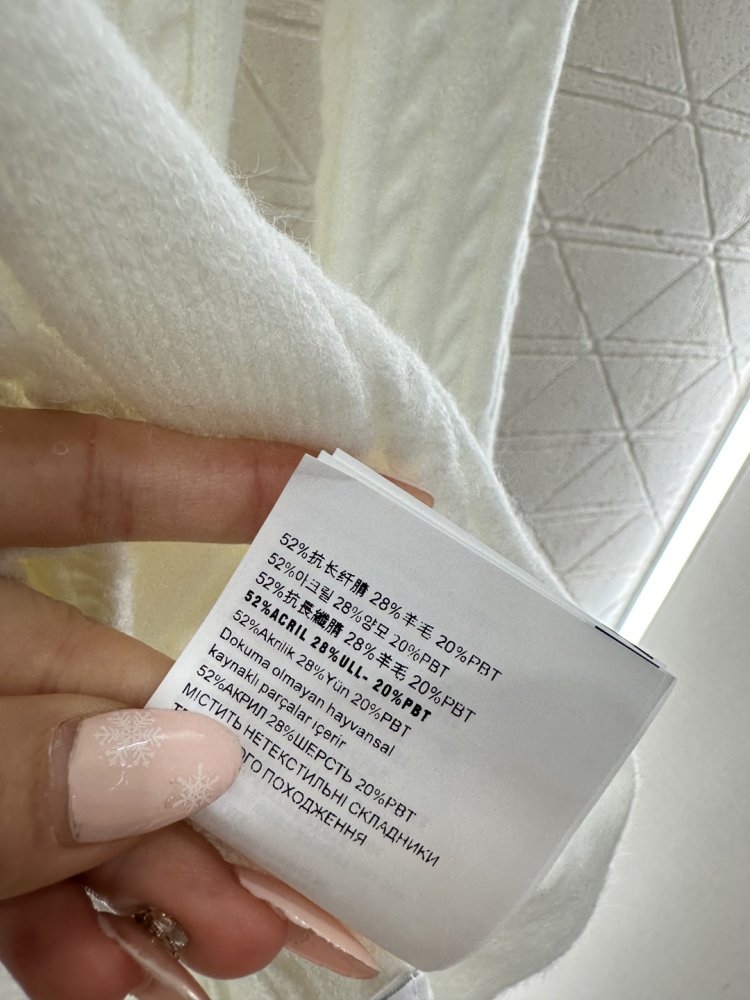 52%抗长纤腈 28%羊毛 20%PBT
52%아크릴 28%양모 20%PBT
52%抗長纖腈 28%羊毛 20%PBT
52%ACRIL 28%ULL- 20%PBT
52%Akrilik 28%Yün 20%PBT
Dokuma olmayan hayvansal
kaynaklı parçalar içerir
52%АКРИЛ 28%ШЕРСТЬ 20%PBT
МІСТИТЬ НЕТЕКСТИЛЬНІ СКЛАДНИКИ
ПОХОДЖЕННЯ